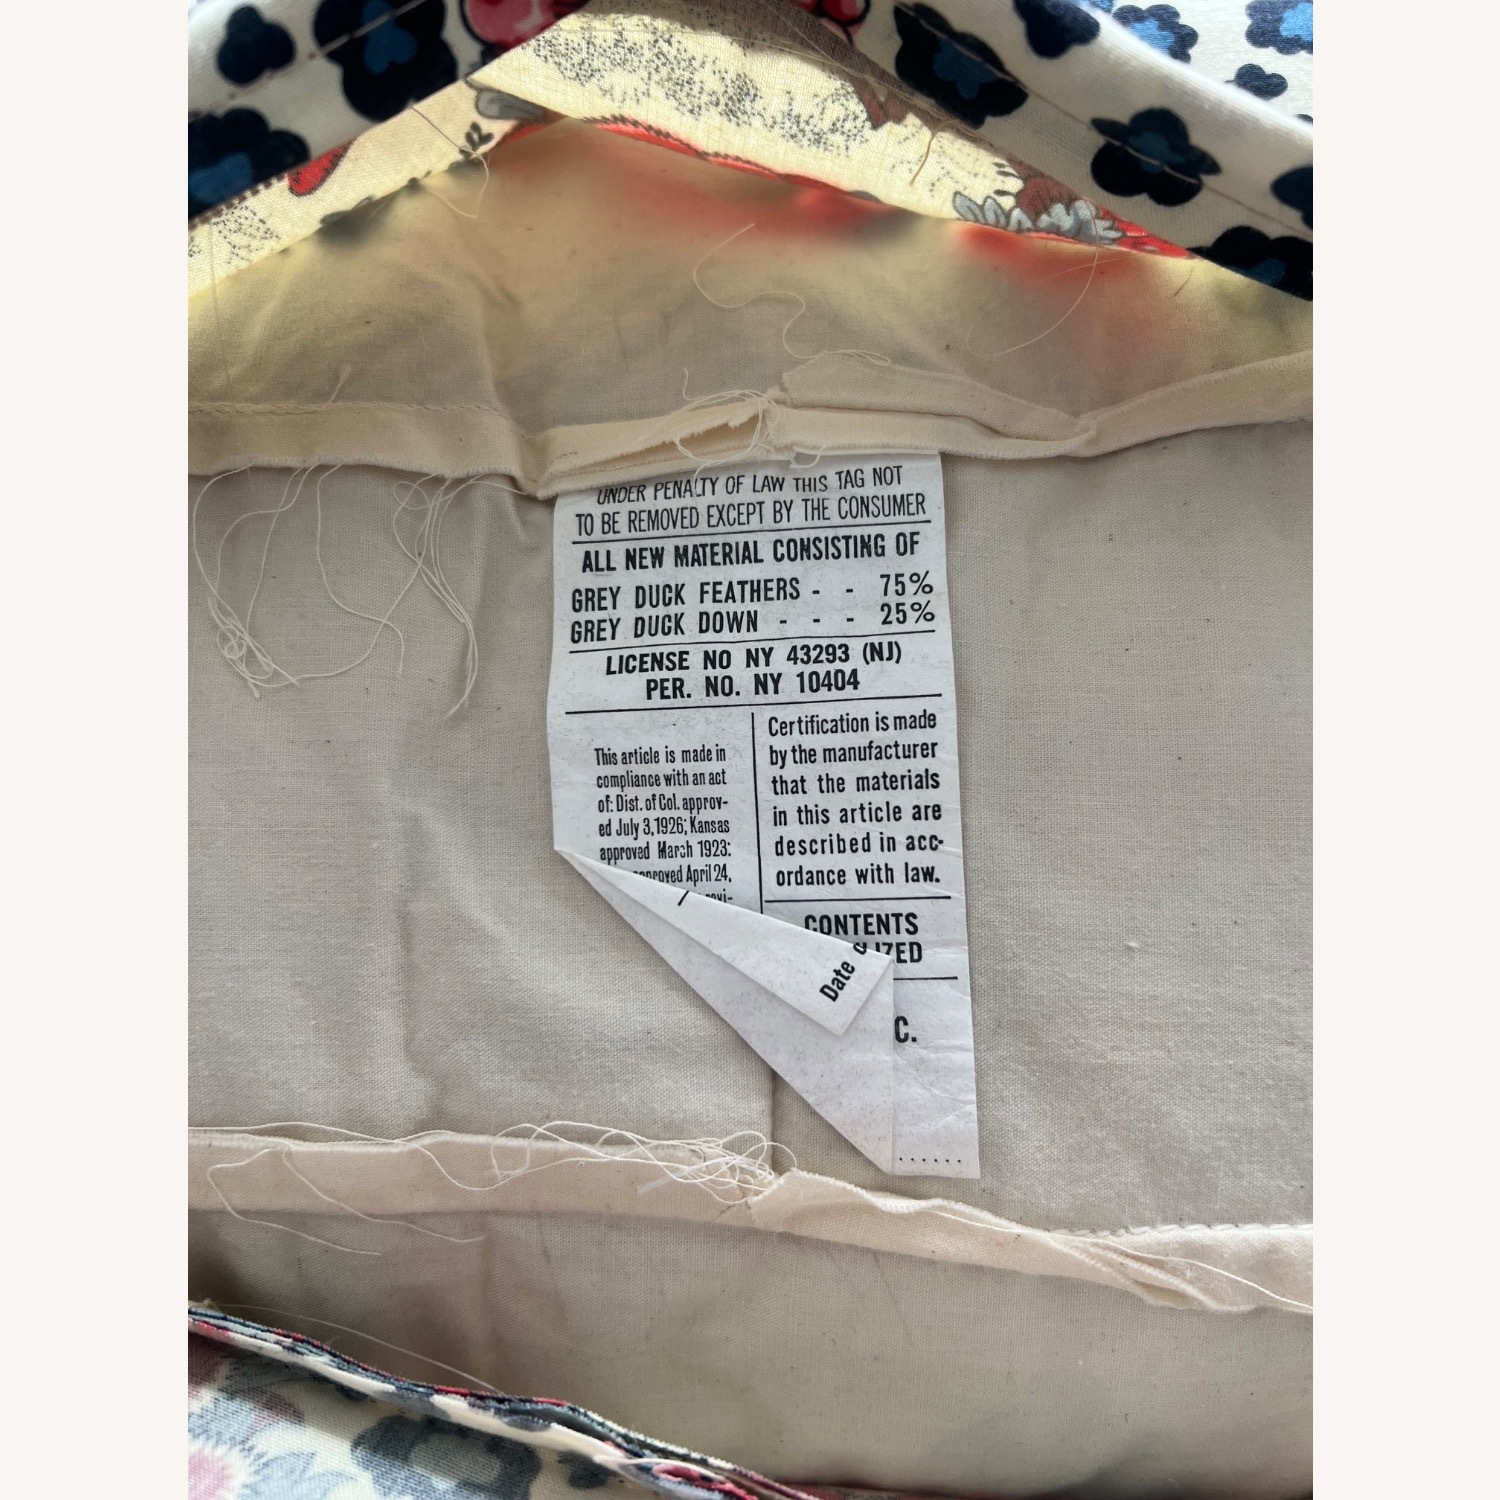 UNDER PENALTY OF LAW THIS TAG NOT
TO BE REMOVED EXCEPT BY THE CONSUMER
ALL NEW MATERIAL CONSISTING OF
GREY DUCK FEATHERS - - 75%
GREY DUCK DOWN - - - 25%
LICENSE NO NY 43293 (NJ)
PER. NO. NY 10404
This article is made in
compliance with an act
of: Dist. of Col. approv-
ed July 3, 1926; Kansas
approved March 1923:
April 24,
Certification is made
by the manufacturer
that the materials
in this article are
described in acc-
ordance with law.
CONTENTS
Date
C.